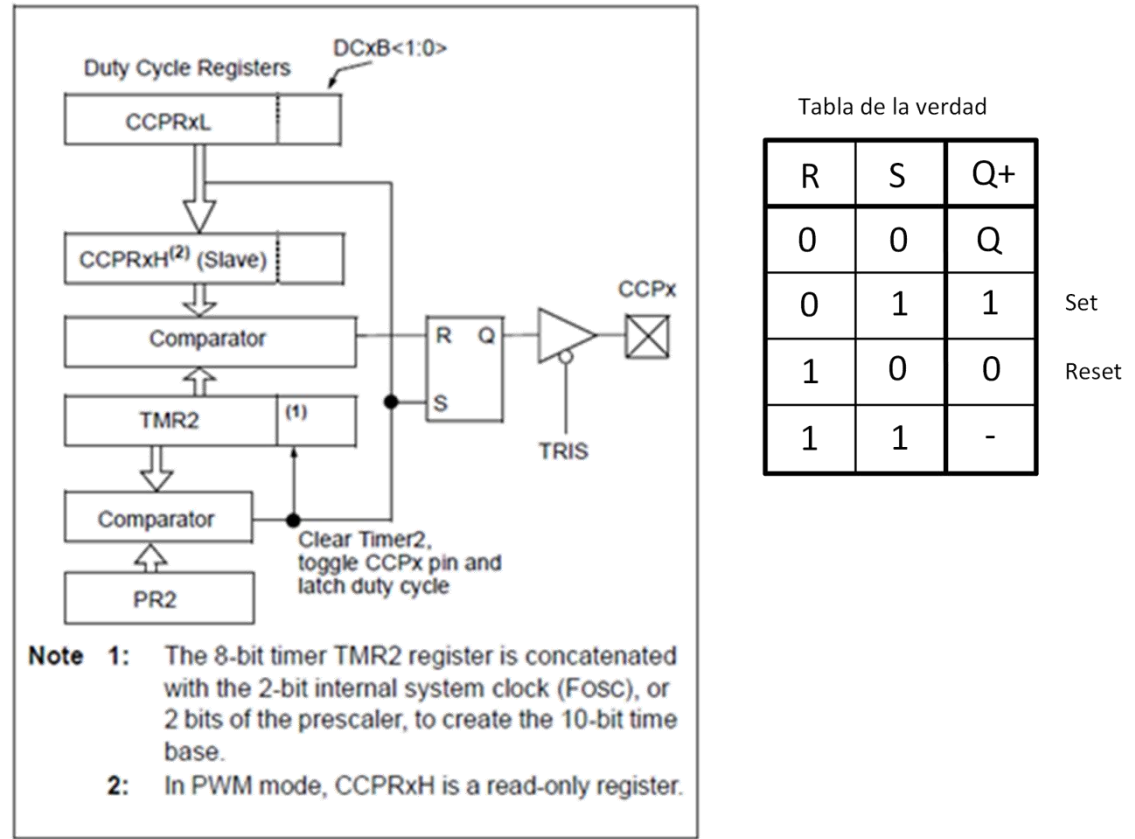 DCxB<1:0>
Duty Cycle Registers
CCPRxL
CCPRxH(2) (Slave)
Comparator
TMR2
(1)
Comparator
PR2
R Q
S
CCPx
TRIS
Clear Timer2,
toggle CCPx pin and
latch duty cycle
Note 1: The 8-bit timer TMR2 register is concatenated
with the 2-bit internal system clock (FOSC), or
2 bits of the prescaler, to create the 10-bit time
base.
2: In PWM mode, CCPRxH is a read-only register.
Tabla de la verdad
R S Q+
0 0 Q
0 1 1 Set
1 0 0 Reset
1 1 -